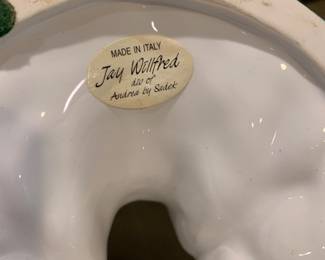 MADE IN ITALY
Jay Willfred
div of
Andrea by Sadek